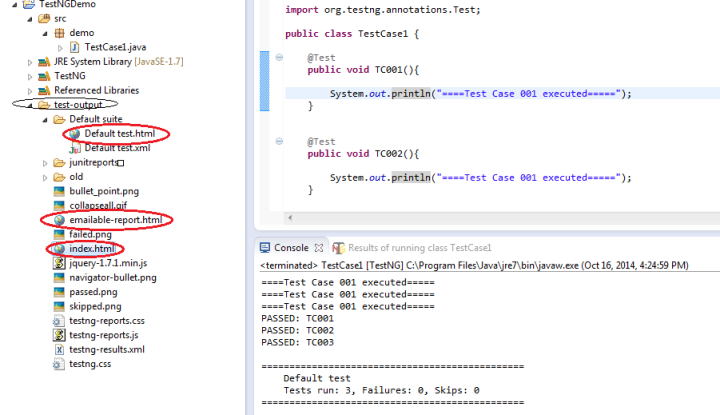 TestNGDemo
src
demo
TestCase1.java
JRE System Library [JavaSE-1.7]
TestNG
Referenced Libraries
test-output
Default suite
Default test.html
Default test.xml
junitreports
old
bullet_point.png
collapseall.gif
emailable-report.html
failed.png
index.html
jquery-1.7.1.min.js
navigator-bullet.png
passed.png
skipped.png
testng-reports.css
testng-reports.js
testng-results.xml
testng.css
import org.testng.annotations.Test;
public class TestCase1 {
@Test
public void TC001(){
System.out.println("====Test Case 001 executed=====");
}
@Test
public void TC002(){
System.out.println("====Test Case 001 executed=====");
}
Console Results of running class TestCase1
<terminated> TestCase1 [TestNG] C:\Program Files\Java\jre7\bin\javaw.exe (Oct 16, 2014, 4:24:59 PM)
====Test Case 001 executed=====
====Test Case 001 executed=====
====Test Case 001 executed=====
PASSED: TC001
PASSED: TC002
PASSED: TC003
===============================================
Default test
Tests run: 3, Failures: 0, Skips: 0
===============================================